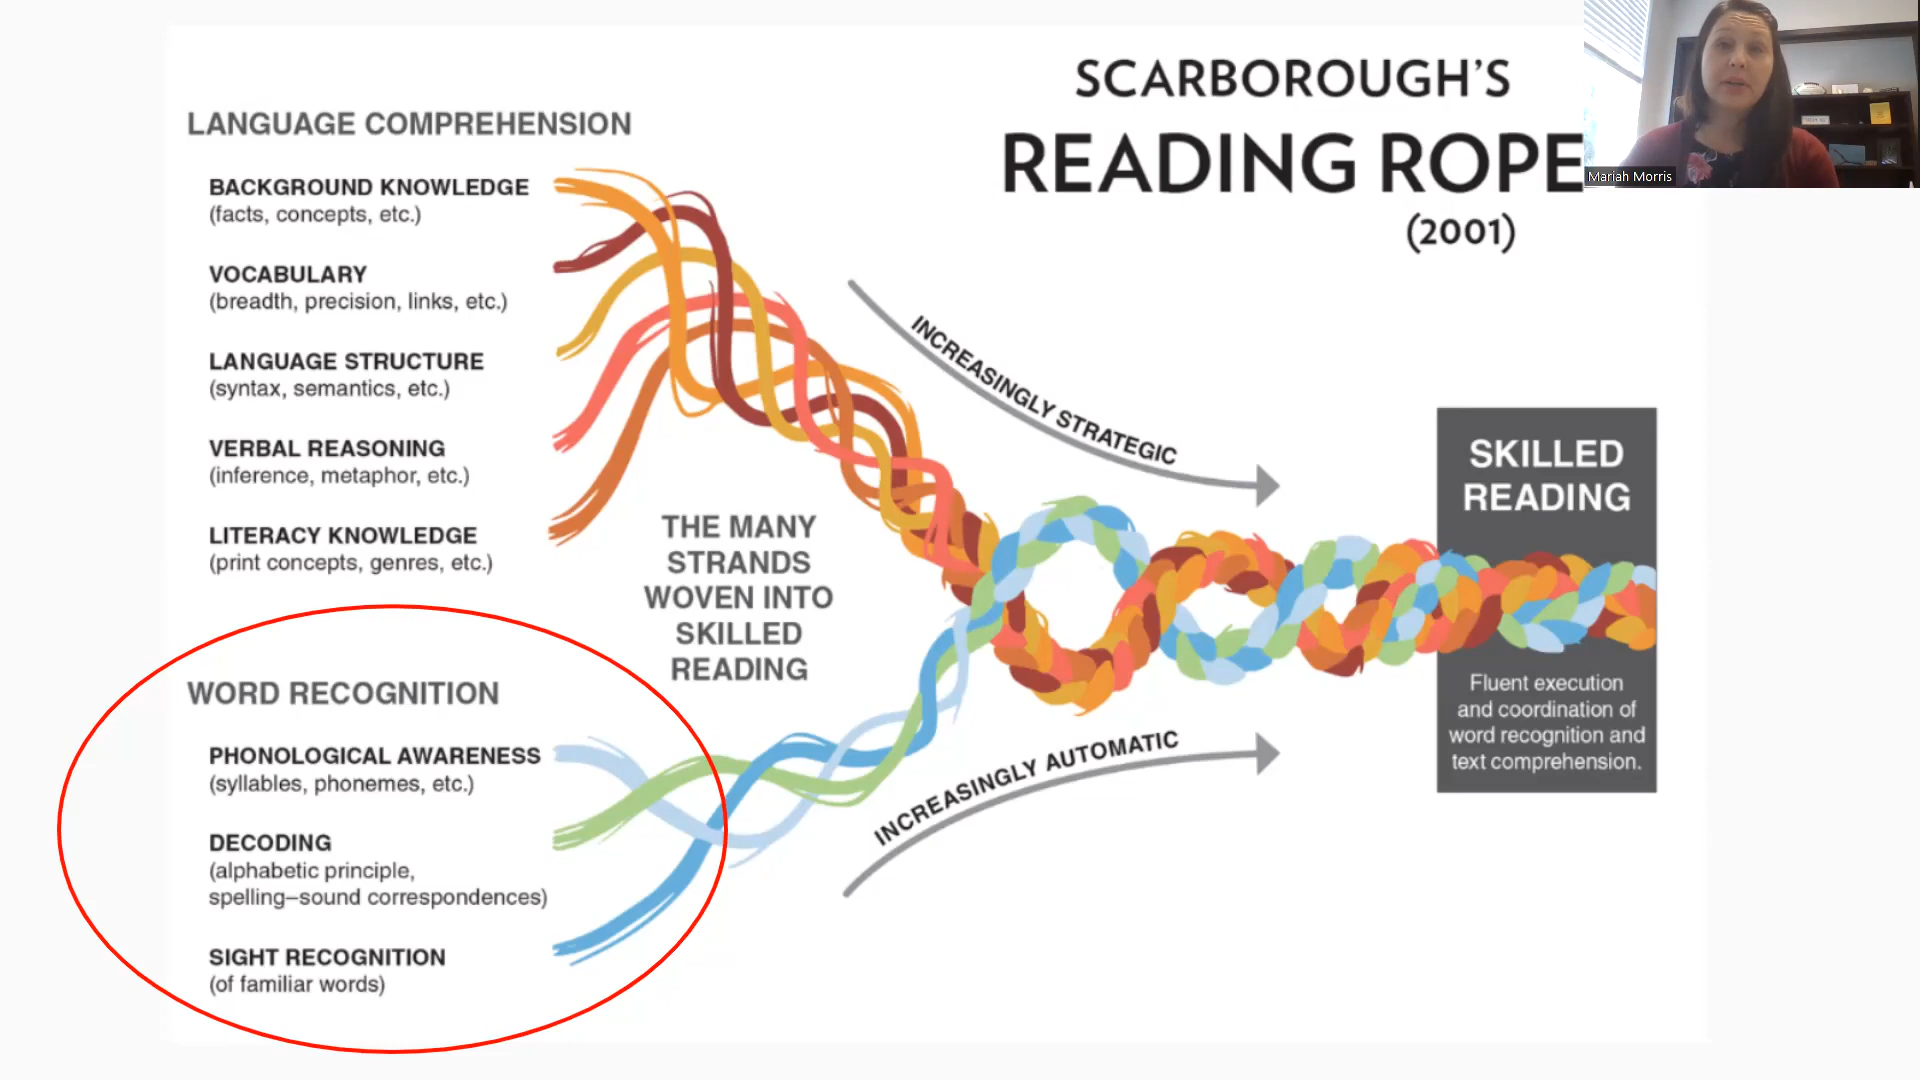 SCARBOROUGH'S
READING ROPE
(2001)
Mariah Morris
LANGUAGE COMPREHENSION
BACKGROUND KNOWLEDGE
(facts, concepts, etc.)
VOCABULARY
(breadth, precision, links, etc.)
LANGUAGE STRUCTURE
(syntax, semantics, etc.)
VERBAL REASONING
(inference, metaphor, etc.)
LITERACY KNOWLEDGE
(print concepts, genres, etc.)
THE MANY
STRANDS
WOVEN INTO
SKILLED
READING
WORD RECOGNITION
PHONOLOGICAL AWARENESS
(syllables, phonemes, etc.)
DECODING
(alphabetic principle,
spelling–sound correspondences)
SIGHT RECOGNITION
(of familiar words)
INCREASINGLY STRATEGIC
INCREASINGLY AUTOMATIC
SKILLED
READING
Fluent execution
and coordination of
word recognition and
text comprehension.